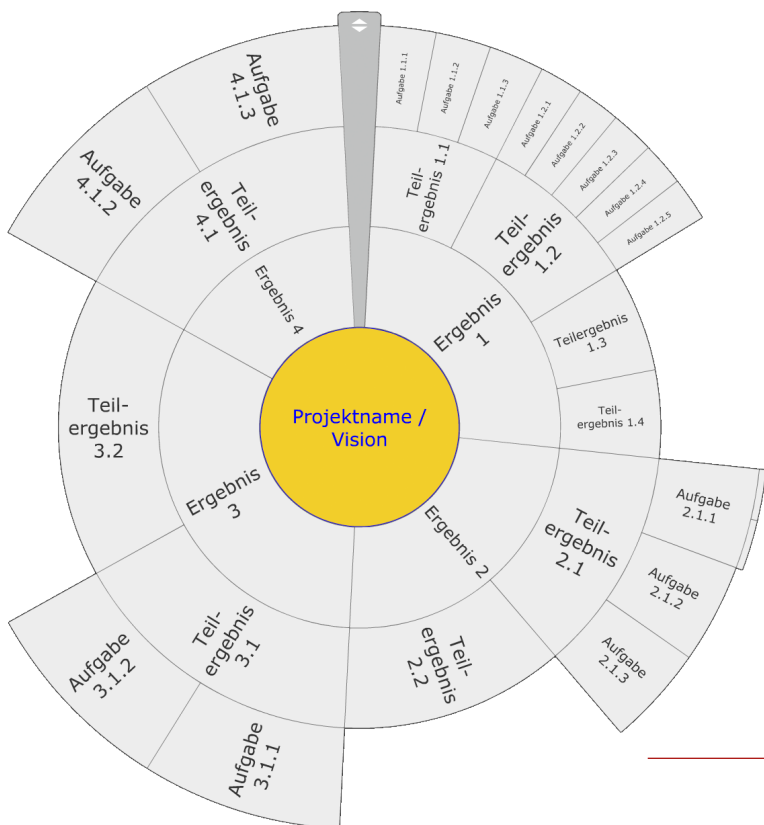 Projektname /
Vision
Ergebnis
1
Teil-
ergebnis 1.1
Aufgabe 1.1.1
Aufgabe 1.1.2
Aufgabe 1.1.3
Teil-
ergebnis
1.2
Aufgabe 1.2.1
Aufgabe 1.2.2
Aufgabe 1.2.3
Aufgabe 1.2.4
Aufgabe 1.2.5
Teilergebnis
1.3
Teil-
ergebnis 1.4
Ergebnis 2
Teil-
ergebnis
2.1
Aufgabe
2.1.1
Aufgabe
2.1.2
Aufgabe
2.1.3
Teil-
ergebnis
2.2
Ergebnis
3
Teil-
ergebnis
3.1
Aufgabe
3.1.1
Aufgabe
3.1.2
Teil-
ergebnis
3.2
Ergebnis 4
Teil-
ergebnis
4.1
Aufgabe
4.1.2
Aufgabe
4.1.3